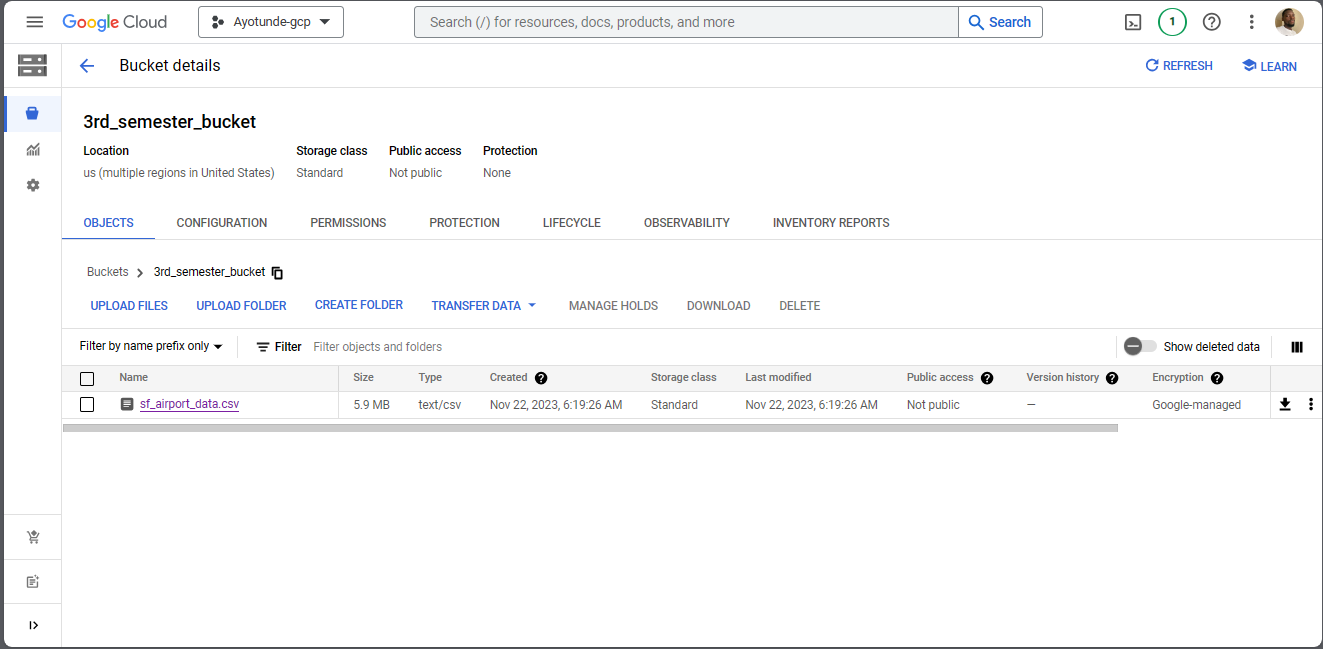 Google Cloud Ayotunde-gcp Search (/) for resources, docs, products, and more Search 1
Bucket details REFRESH LEARN
3rd_semester_bucket
Location Storage class Public access Protection
us (multiple regions in United States) Standard Not public None
OBJECTS CONFIGURATION PERMISSIONS PROTECTION LIFECYCLE OBSERVABILITY INVENTORY REPORTS
Buckets 3rd_semester_bucket
UPLOAD FILES UPLOAD FOLDER CREATE FOLDER TRANSFER DATA MANAGE HOLDS DOWNLOAD DELETE
Filter by name prefix only Filter Filter objects and folders Show deleted data
Name Size Type Created Storage class Last modified Public access Version history Encryption
sf_airport_data.csv 5.9 MB text/csv Nov 22, 2023, 6:19:26 AM Standard Nov 22, 2023, 6:19:26 AM Not public — Google-managed